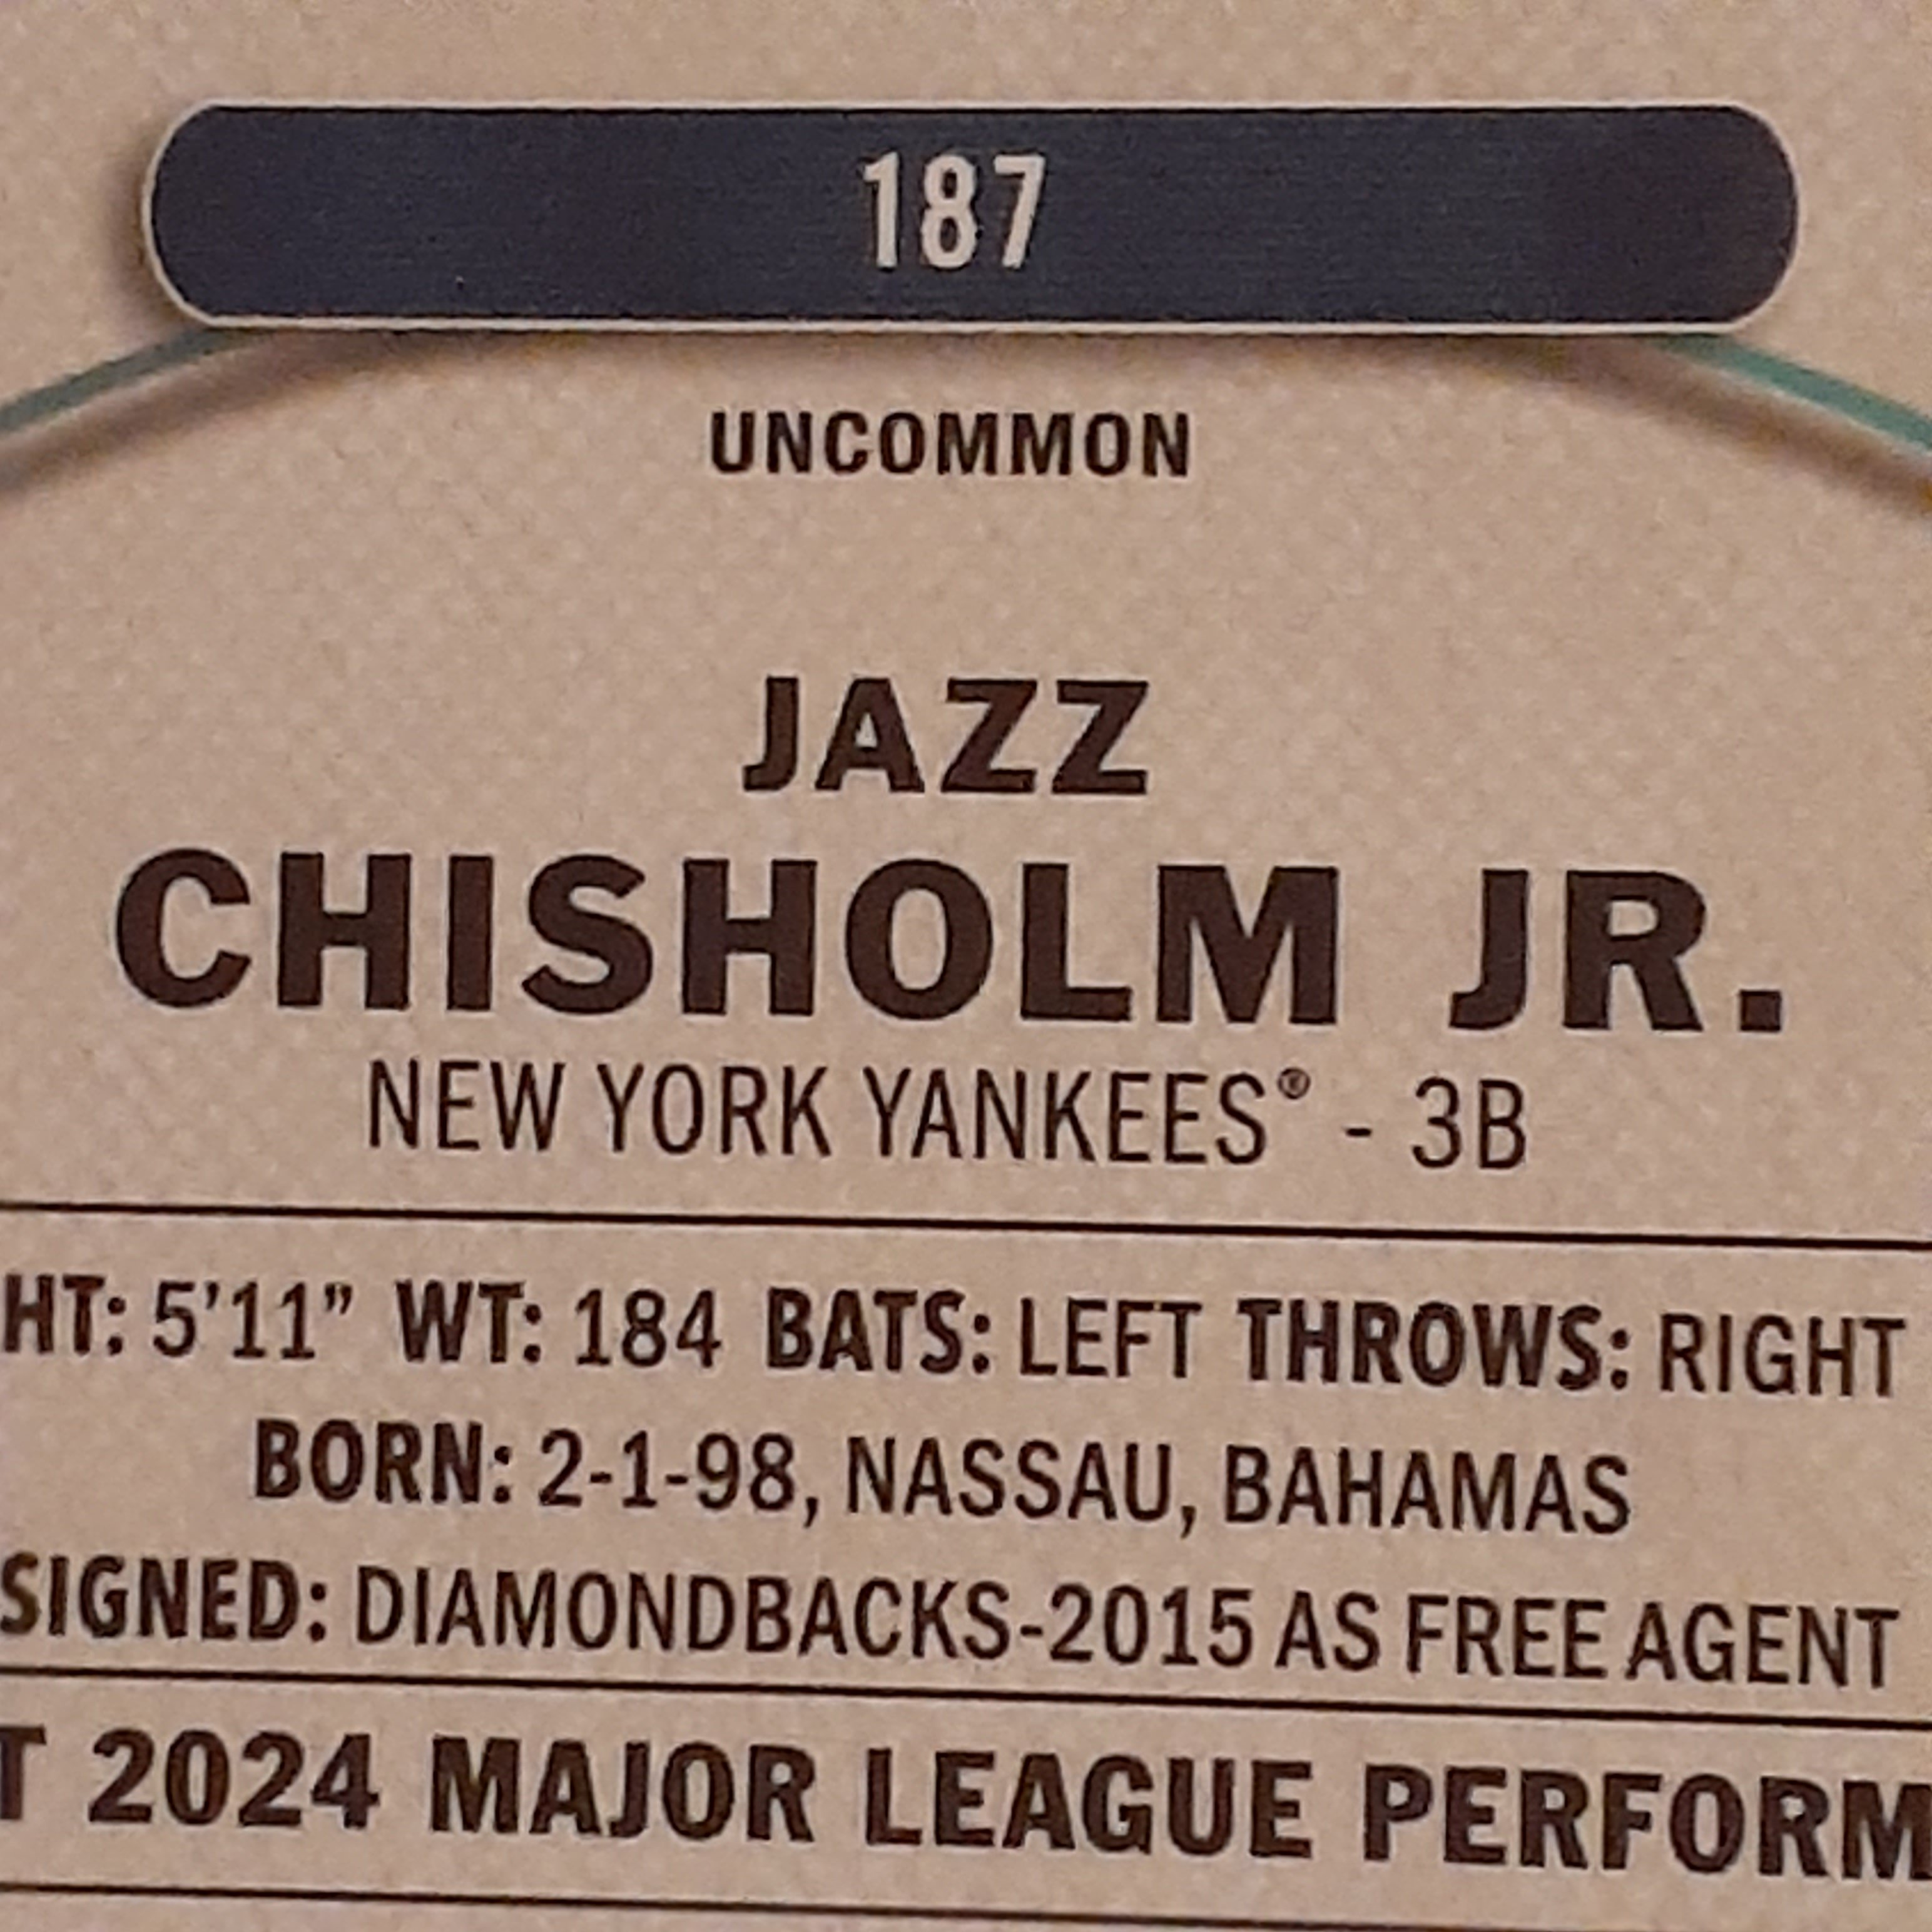 187
UNCOMMON
JAZZ
CHISHOLM JR.
NEW YORK YANKEES® - 3B
HT: 5'11” WT: 184 BATS: LEFT THROWS: RIGHT
BORN: 2-1-98, NASSAU, BAHAMAS
SIGNED: DIAMONDBACKS-2015 AS FREE AGENT
T 2024 MAJOR LEAGUE PERFORM